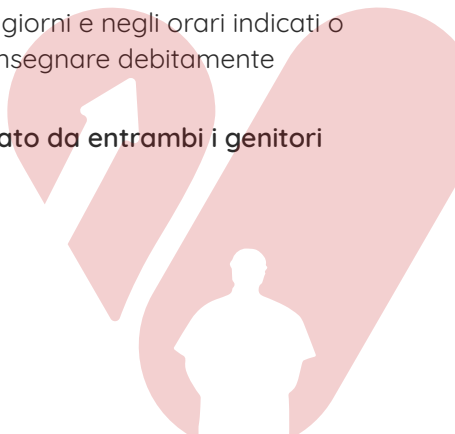 giorni e negli orari indicati o
nsegnare debitamente
ato da entrambi i genitori